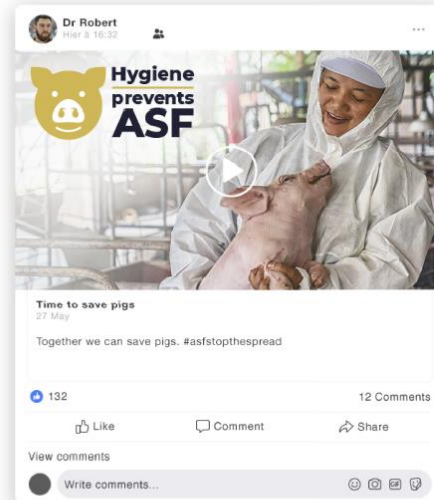 Dr Robert
Hier à 16:32
Hygiene
prevents
ASF
Time to save pigs
27 May
Together we can save pigs. #asfstopthespread
132
12 Comments
Like
Comment
Share
View comments
Write comments...
GIF